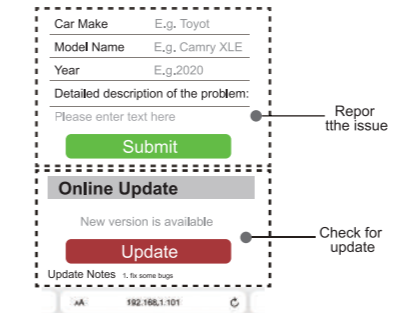 Car Make E.g. Toyot
Model Name E.g. Camry XLE
Year E.g.2020
Detailed description of the problem:
Please enter text here
Submit
Repor
tthe issue
Online Update
New version is available
Update
Check for
update
Update Notes 1. fix some bugs
AA 192.168.1.101